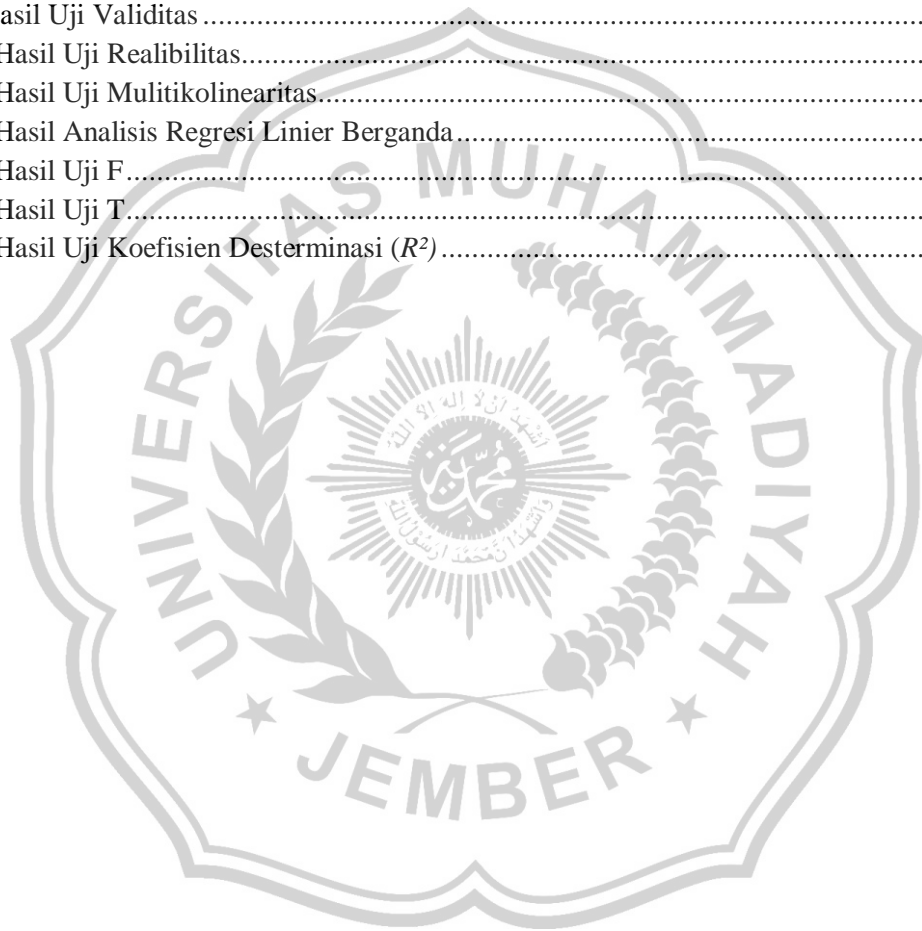 asil Uji Validitas ........................................................................................................
Hasil Uji Realibilitas........................................................................................................
Hasil Uji Mulitikolinearitas........................................................................................................
Hasil Analisis Regresi Linier Berganda........................................................................................................
Hasil Uji F........................................................................................................
Hasil Uji T........................................................................................................
Hasil Uji Koefisien Desterminasi (R²) ........................................................................................................
UNIVERSITAS MUHAMMADIYAH
JEMBER